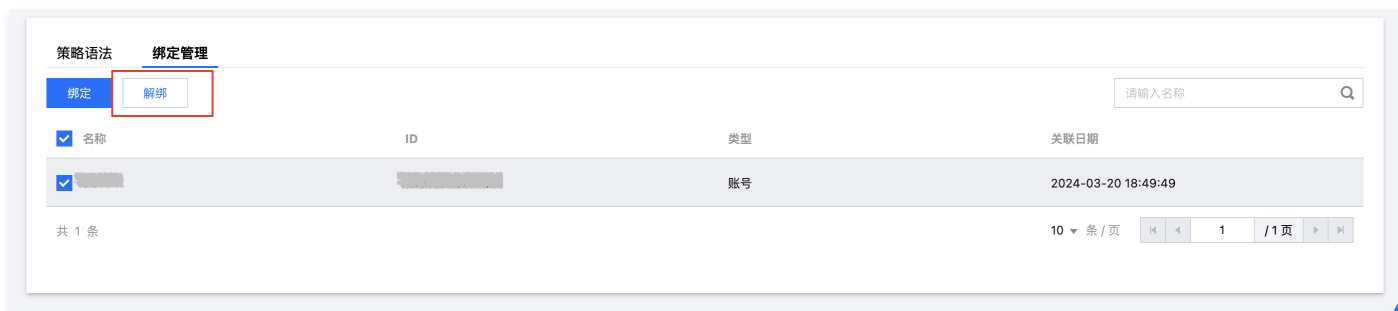 策略语法 绑定管理
绑定 解绑 请输入名称
名称 ID 类型 关联日期
账号 2024-03-20 18:49:49
共 1 条 10 条 / 页 1 / 1 页